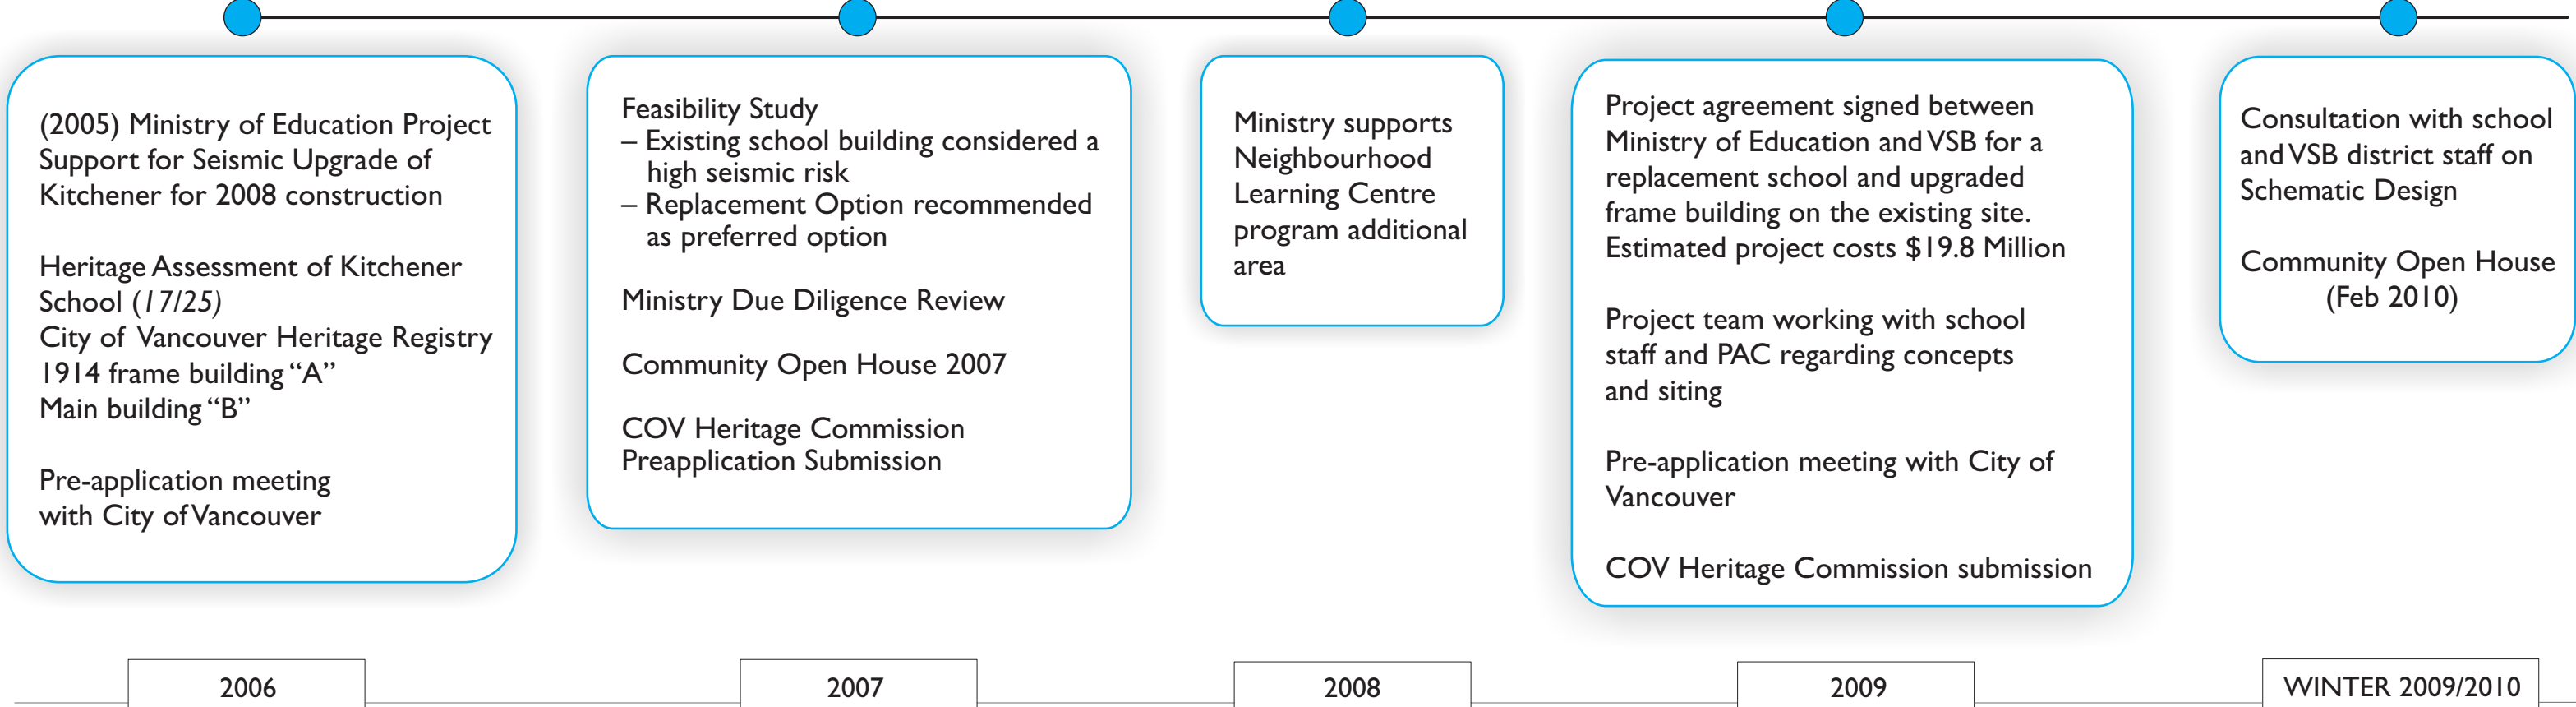 (2005) Ministry of Education Project
Support for Seismic Upgrade of
Kitchener for 2008 construction
Heritage Assessment of Kitchener
School (17/25)
City of Vancouver Heritage Registry
1914 frame building “A”
Main building “B”
Pre-application meeting
with City of Vancouver
Feasibility Study
– Existing school building considered a
high seismic risk
– Replacement Option recommended
as preferred option
Ministry Due Diligence Review
Community Open House 2007
COV Heritage Commission
Preapplication Submission
Ministry supports
Neighbourhood
Learning Centre
program additional
area
Project agreement signed between
Ministry of Education and VSB for a
replacement school and upgraded
frame building on the existing site.
Estimated project costs $19.8 Million
Project team working with school
staff and PAC regarding concepts
and siting
Pre-application meeting with City of
Vancouver
COV Heritage Commission submission
Consultation with school
and VSB district staff on
Schematic Design
Community Open House
(Feb 2010)
2006
2007
2008
2009
WINTER 2009/2010